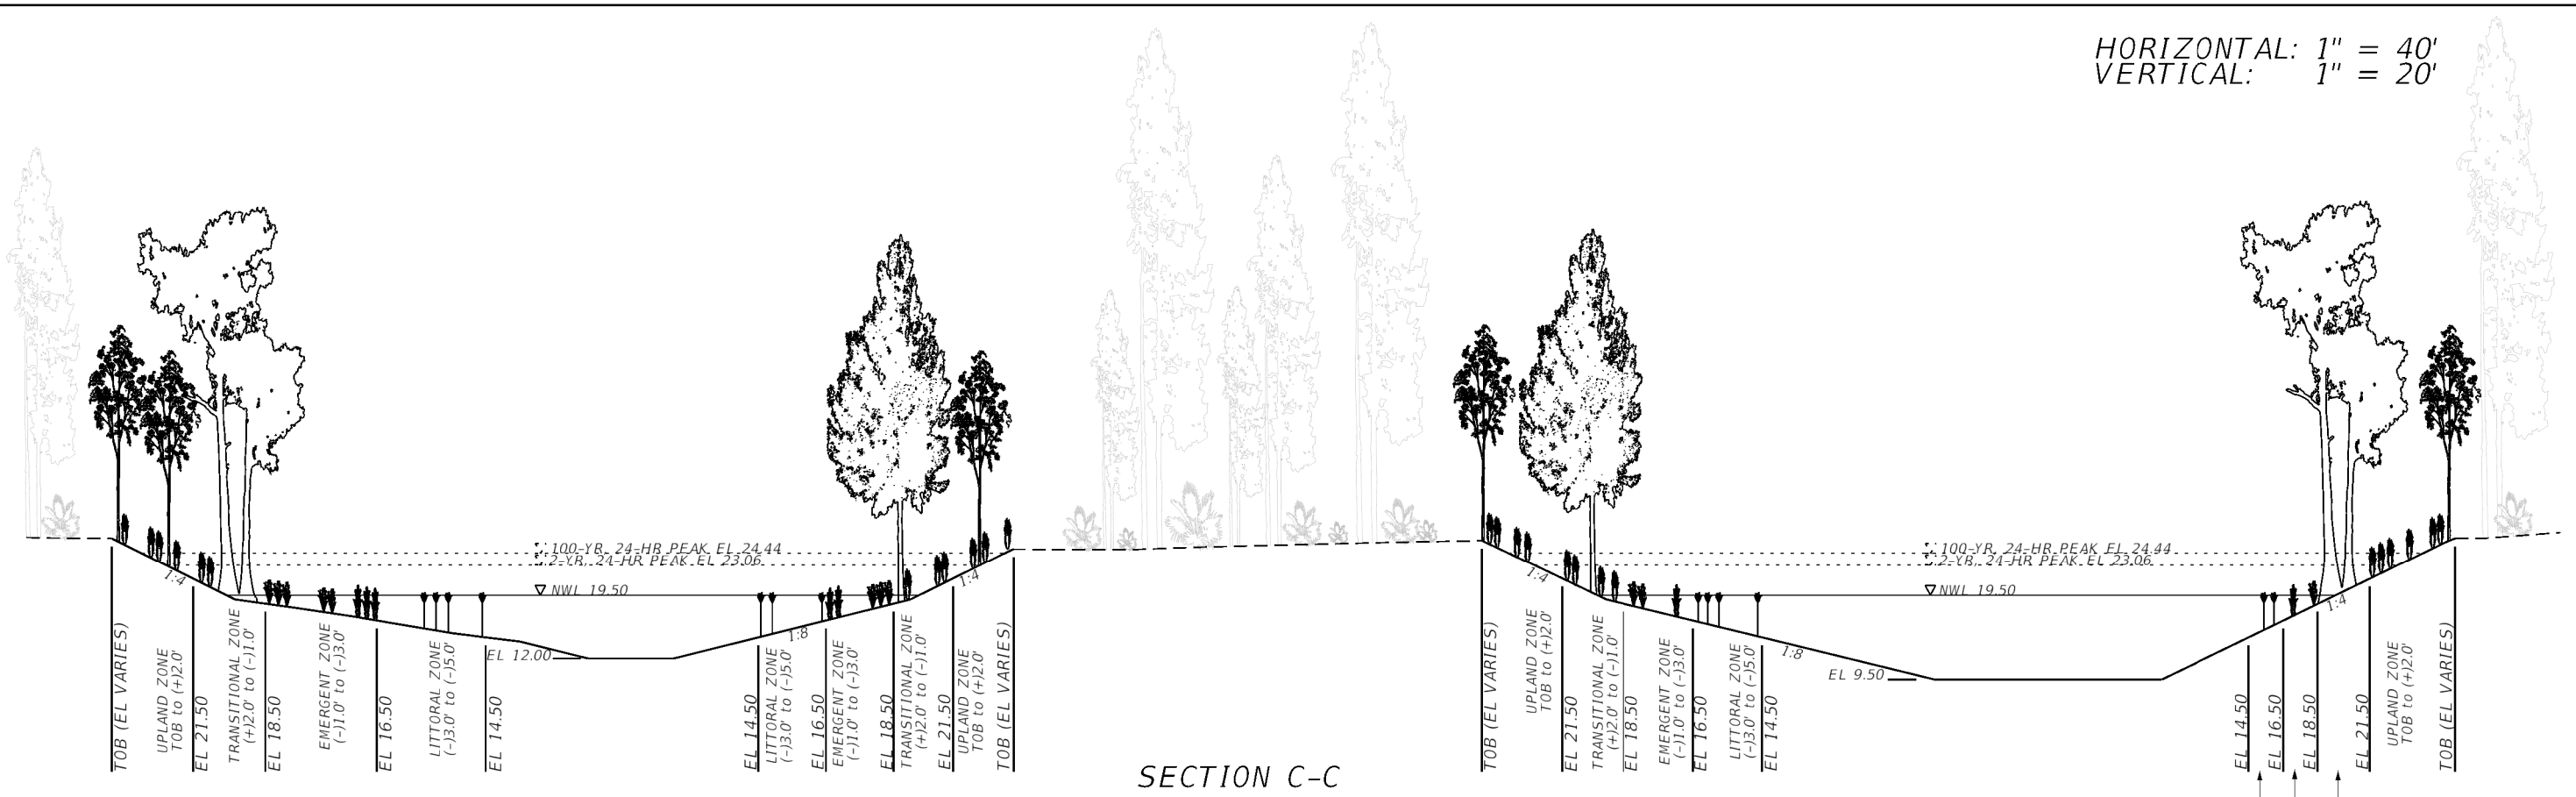 HORIZONTAL: 1" = 40'
VERTICAL: 1" = 20'
100-YR, 24-HR PEAK EL 24.44
2-YR, 24-HR PEAK EL 23.06
NWL 19.50
1:4
1:8
1:4
EL 12.00
TOB (EL VARIES)
UPLAND ZONE
TOB to (+)2.0'
EL 21.50
TRANSITIONAL ZONE
(+)2.0' to (-)1.0'
EL 18.50
EMERGENT ZONE
(-)1.0' to (-)3.0'
EL 16.50
LITTORAL ZONE
(-)3.0' to (-)5.0'
EL 14.50
EL 14.50
LITTORAL ZONE
(-)3.0' to (-)5.0'
EL 16.50
EMERGENT ZONE
(-)1.0' to (-)3.0'
EL 18.50
TRANSITIONAL ZONE
(+)2.0' to (-)1.0'
EL 21.50
UPLAND ZONE
TOB to (+)2.0'
TOB (EL VARIES)
100-YR, 24-HR PEAK EL 24.44
2-YR, 24-HR PEAK EL 23.06
NWL 19.50
1:4
1:8
1:4
EL 9.50
TOB (EL VARIES)
UPLAND ZONE
TOB to (+)2.0'
EL 21.50
TRANSITIONAL ZONE
(+)2.0' to (-)1.0'
EL 18.50
EMERGENT ZONE
(-)1.0' to (-)3.0'
EL 16.50
LITTORAL ZONE
(-)3.0' to (-)5.0'
EL 14.50
EL 14.50
EL 16.50
EL 18.50
EL 21.50
UPLAND ZONE
TOB to (+)2.0'
TOB (EL VARIES)
SECTION C-C